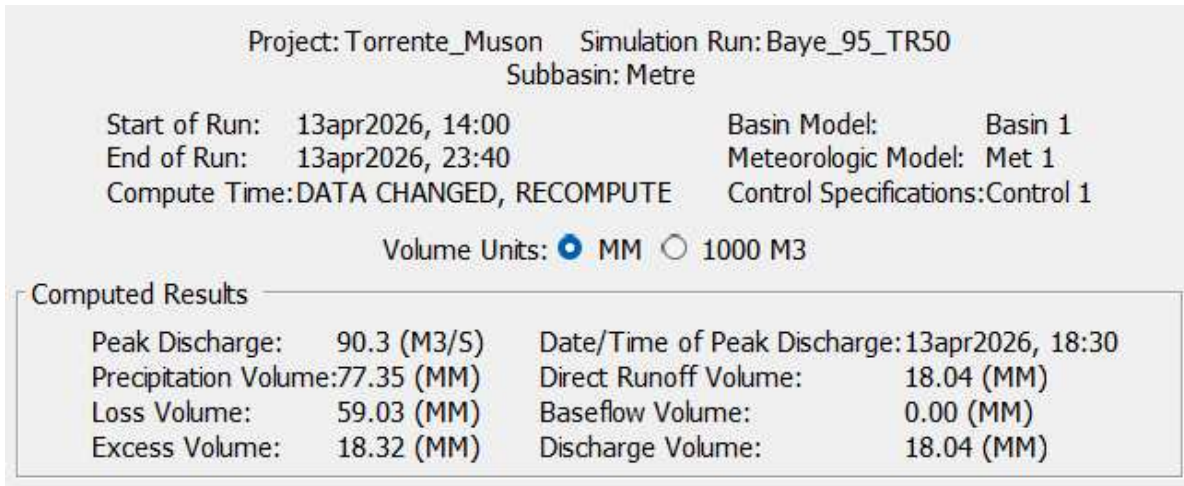 Project: Torrente_Muson Simulation Run: Baye_95_TR50
Subbasin: Metre
Start of Run: 13apr2026, 14:00 Basin Model: Basin 1
End of Run: 13apr2026, 23:40 Meteorologic Model: Met 1
Compute Time:DATA CHANGED, RECOMPUTE Control Specifications:Control 1
Volume Units: MM 1000 M3
Computed Results
Peak Discharge: 90.3 (M3/S) Date/Time of Peak Discharge:13apr2026, 18:30
Precipitation Volume:77.35 (MM) Direct Runoff Volume: 18.04 (MM)
Loss Volume: 59.03 (MM) Baseflow Volume: 0.00 (MM)
Excess Volume: 18.32 (MM) Discharge Volume: 18.04 (MM)